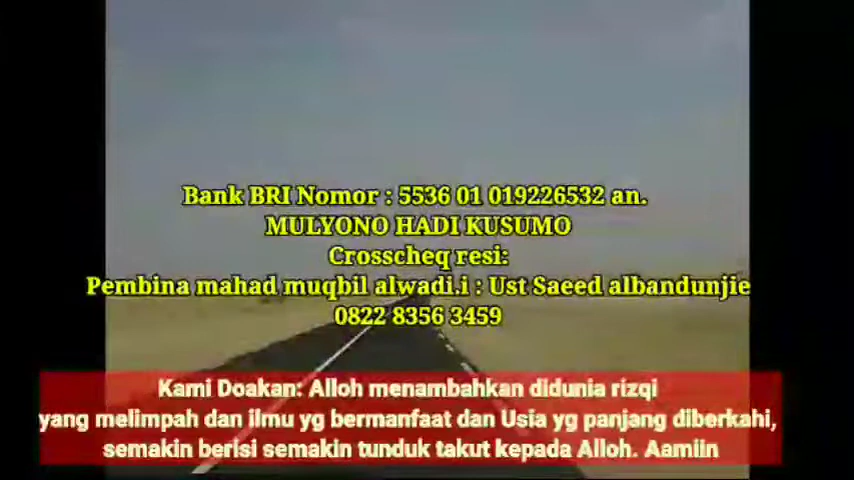 Bank BRI Nomor : 5536 01 019226532 an.
MULYONO HADI KUSUMO
Crosscheq resi:
Pembina mahad muqbil alwadi.i : Ust Saeed albandunjie
0822 8356 3459
Kami Doakan: Alloh menambahkan didunia rizqi
yang melimpah dan ilmu yg bermanfaat dan Usia yg panjang diberkahi,
semakin berisi semakin tunduk takut kepada Alloh. Aamiin